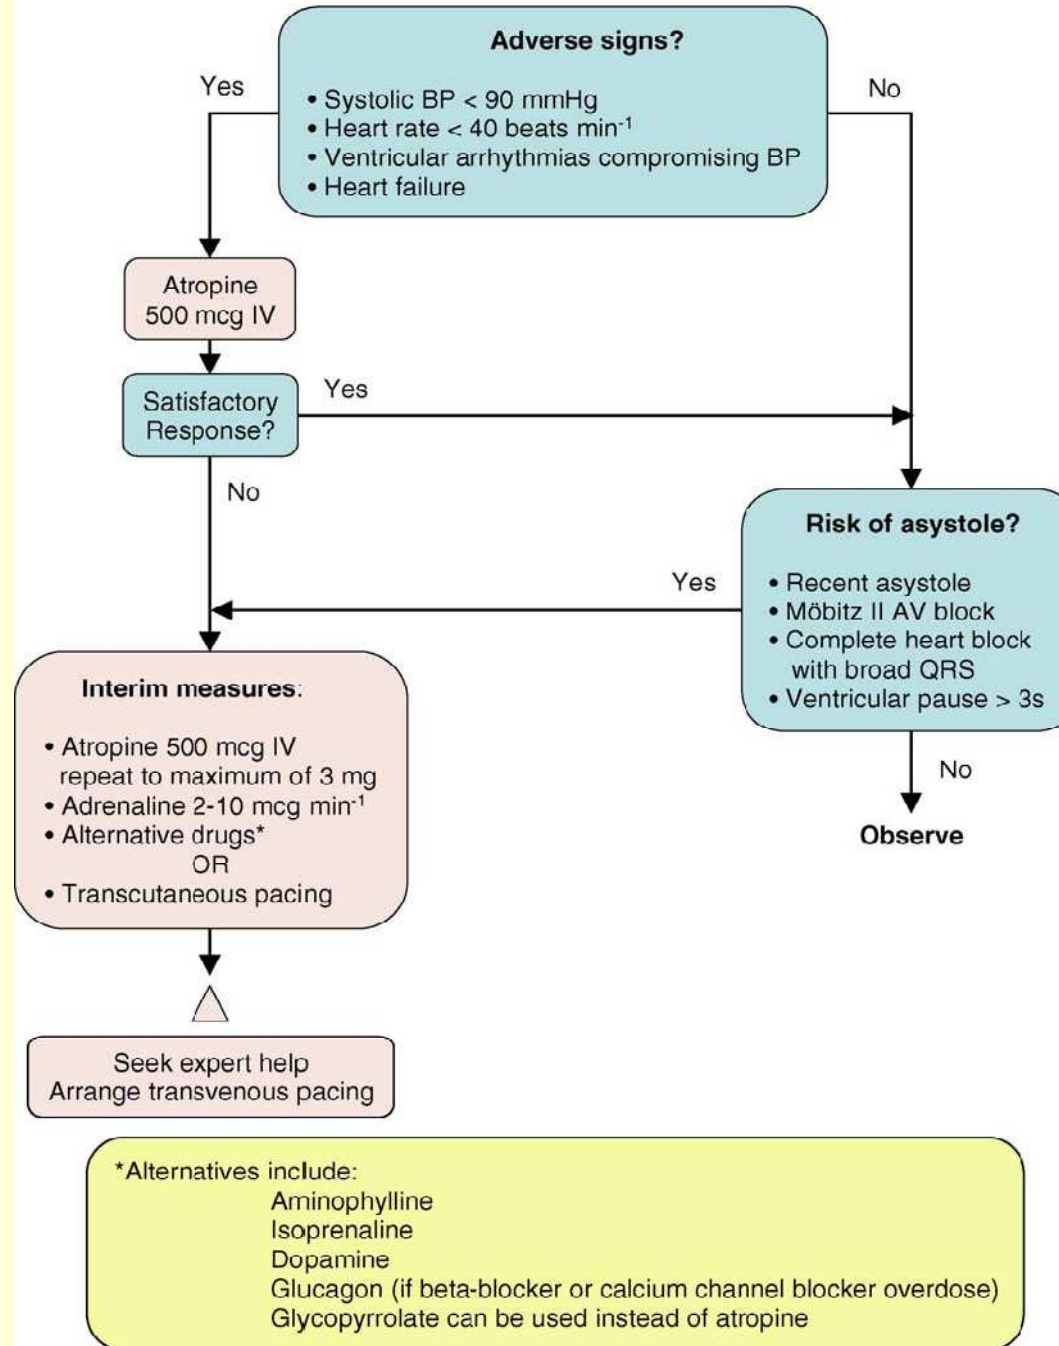 Adverse signs?
Yes
No
• Systolic BP < 90 mmHg
• Heart rate < 40 beats min⁻¹
• Ventricular arrhythmias compromising BP
• Heart failure
Atropine
500 mcg IV
Satisfactory
Response?
Yes
No
Risk of asystole?
Yes
• Recent asystole
• Möbitz II AV block
• Complete heart block
with broad QRS
• Ventricular pause > 3s
No
Observe
Interim measures:
• Atropine 500 mcg IV
repeat to maximum of 3 mg
• Adrenaline 2-10 mcg min⁻¹
• Alternative drugs*
OR
• Transcutaneous pacing
Seek expert help
Arrange transvenous pacing
*Alternatives include:
Aminophylline
Isoprenaline
Dopamine
Glucagon (if beta-blocker or calcium channel blocker overdose)
Glycopyrrolate can be used instead of atropine